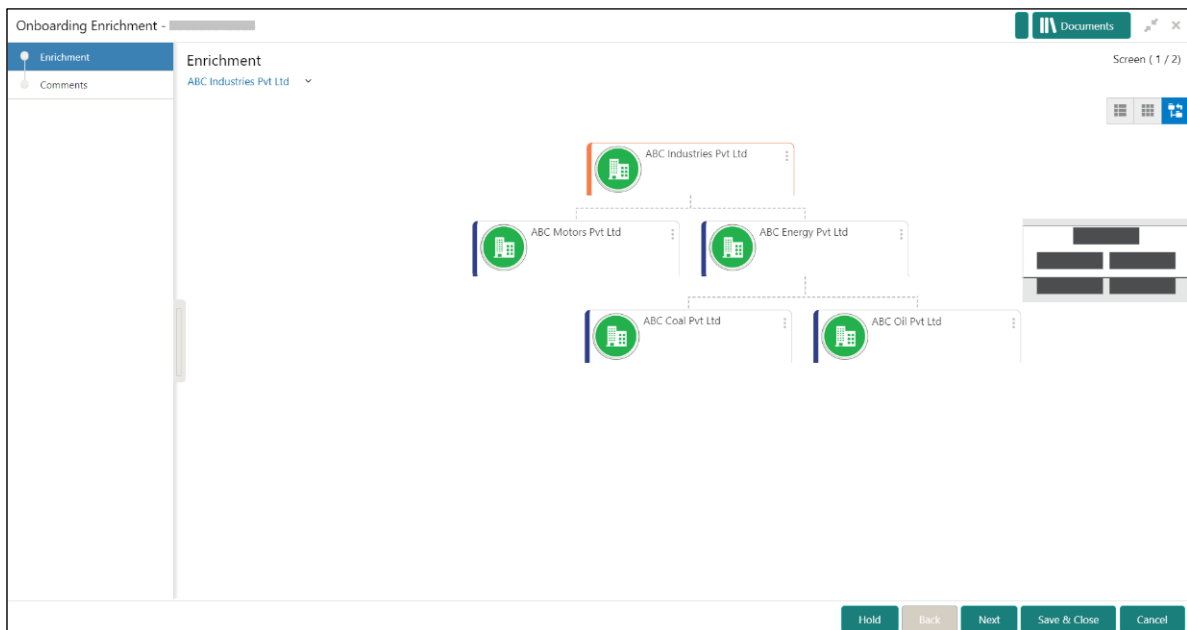 Onboarding Enrichment -
Documents
Enrichment
Comments
Enrichment
Screen ( 1 / 2)
ABC Industries Pvt Ltd
ABC Industries Pvt Ltd
ABC Motors Pvt Ltd
ABC Energy Pvt Ltd
ABC Coal Pvt Ltd
ABC Oil Pvt Ltd
Hold
Back
Next
Save & Close
Cancel